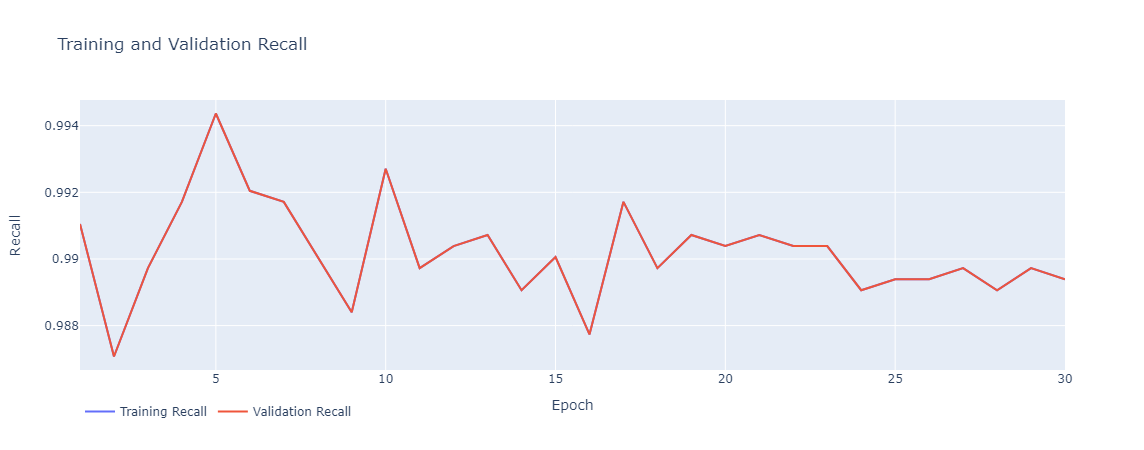 Training and Validation Recall
0.994
0.992
0.99
0.988
Recall
5 10 15 20 25 30
Epoch
Training Recall Validation Recall